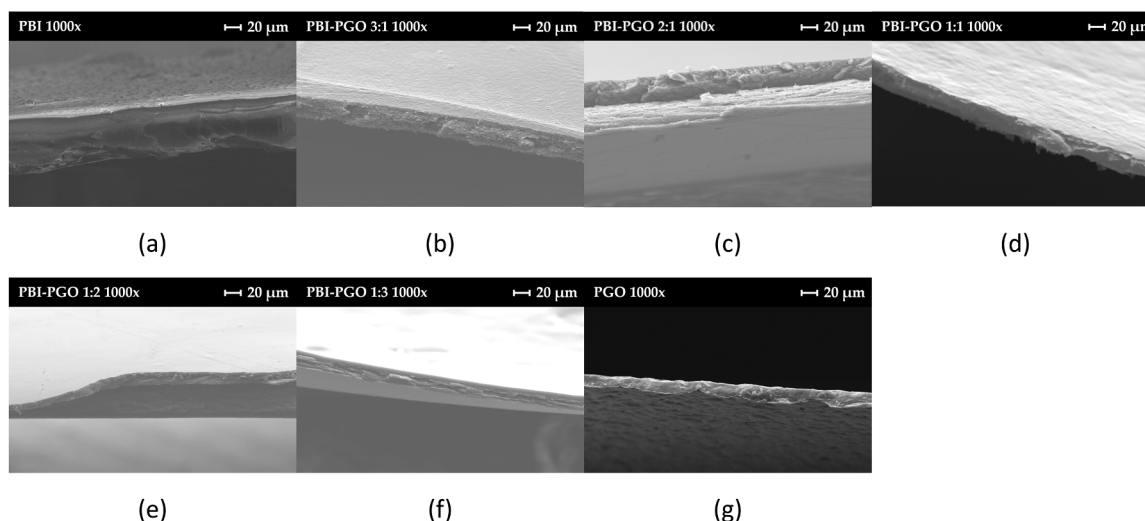 PBI 1000x 20 µm
PBI-PGO 3:1 1000x 20 µm
PBI-PGO 2:1 1000x 20 µm
PBI-PGO 1:1 1000x 20 µm
(a)
(b)
(c)
(d)
PBI-PGO 1:2 1000x 20 µm
PBI-PGO 1:3 1000x 20 µm
PGO 1000x 20 µm
(e)
(f)
(g)